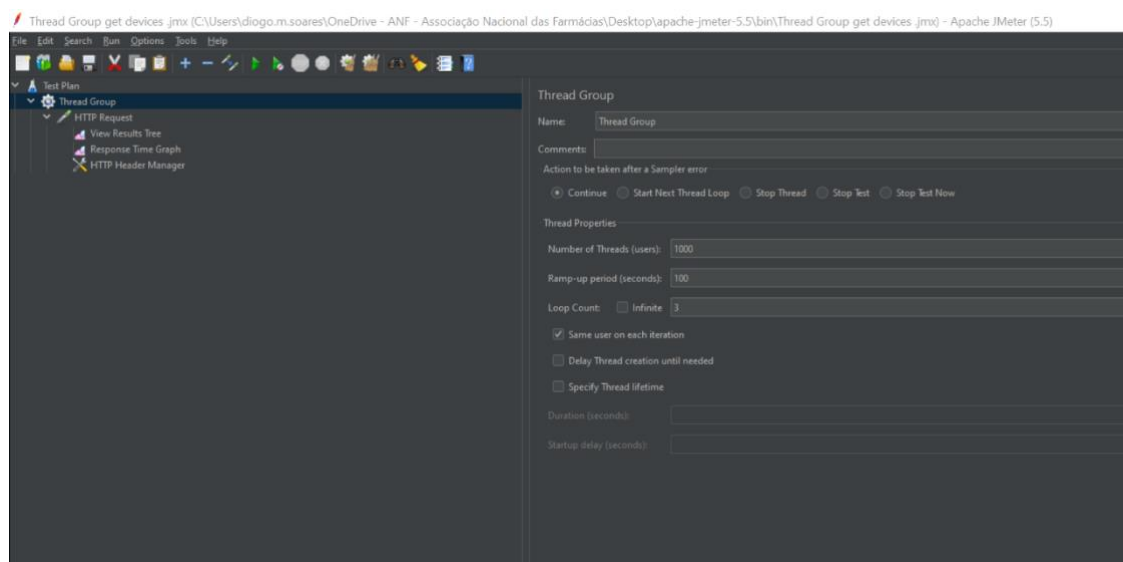 Thread Group get devices .jmx (C:\Users\diogo.m.soares\OneDrive - ANF - Associação Nacional das Farmácias\Desktop\apache-jmeter-5.5\bin\Thread Group get devices .jmx) - Apache JMeter (5.5)
File Edit Search Run Options Tools Help
Test Plan
Thread Group
HTTP Request
View Results Tree
Response Time Graph
HTTP Header Manager
Thread Group
Name: Thread Group
Comments:
Action to be taken after a Sampler error
Continue Start Next Thread Loop Stop Thread Stop Test Stop Test Now
Thread Properties
Number of Threads (users): 1000
Ramp-up period (seconds): 100
Loop Count: Infinite 3
Same user on each iteration
Delay Thread creation until needed
Specify Thread lifetime
Duration (seconds):
Startup delay (seconds):